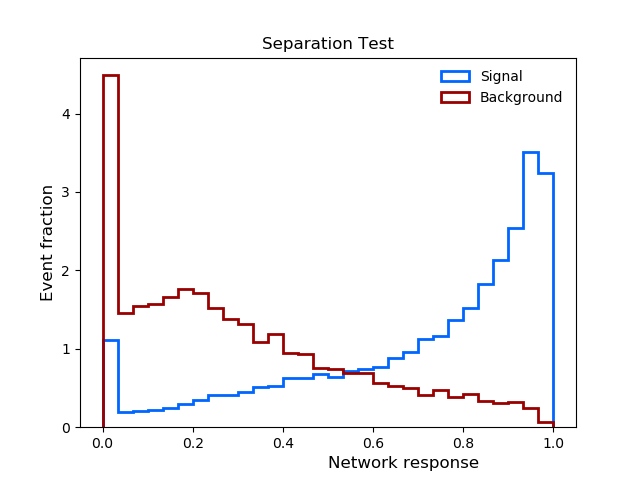 Separation Test
Signal
Background
Event fraction
4
3
2
1
0
0.0 0.2 0.4 0.6 0.8 1.0
Network response